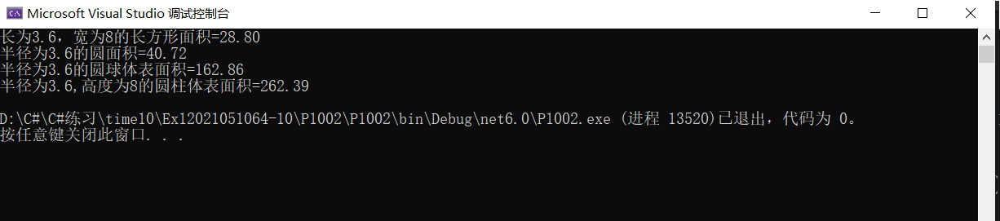 Microsoft Visual Studio 调试控制台
长为3.6，宽为8的长方形面积=28.80
半径为3.6的圆面积=40.72
半径为3.6的圆球体表面积=162.86
半径为3.6,高度为8的圆柱体表面积=262.39
D:\C#\C#练习\time10\Ex12021051064-10\P1002\P1002\bin\Debug\net6.0\P1002.exe (进程 13520)已退出，代码为 0。
按任意键关闭此窗口. . .